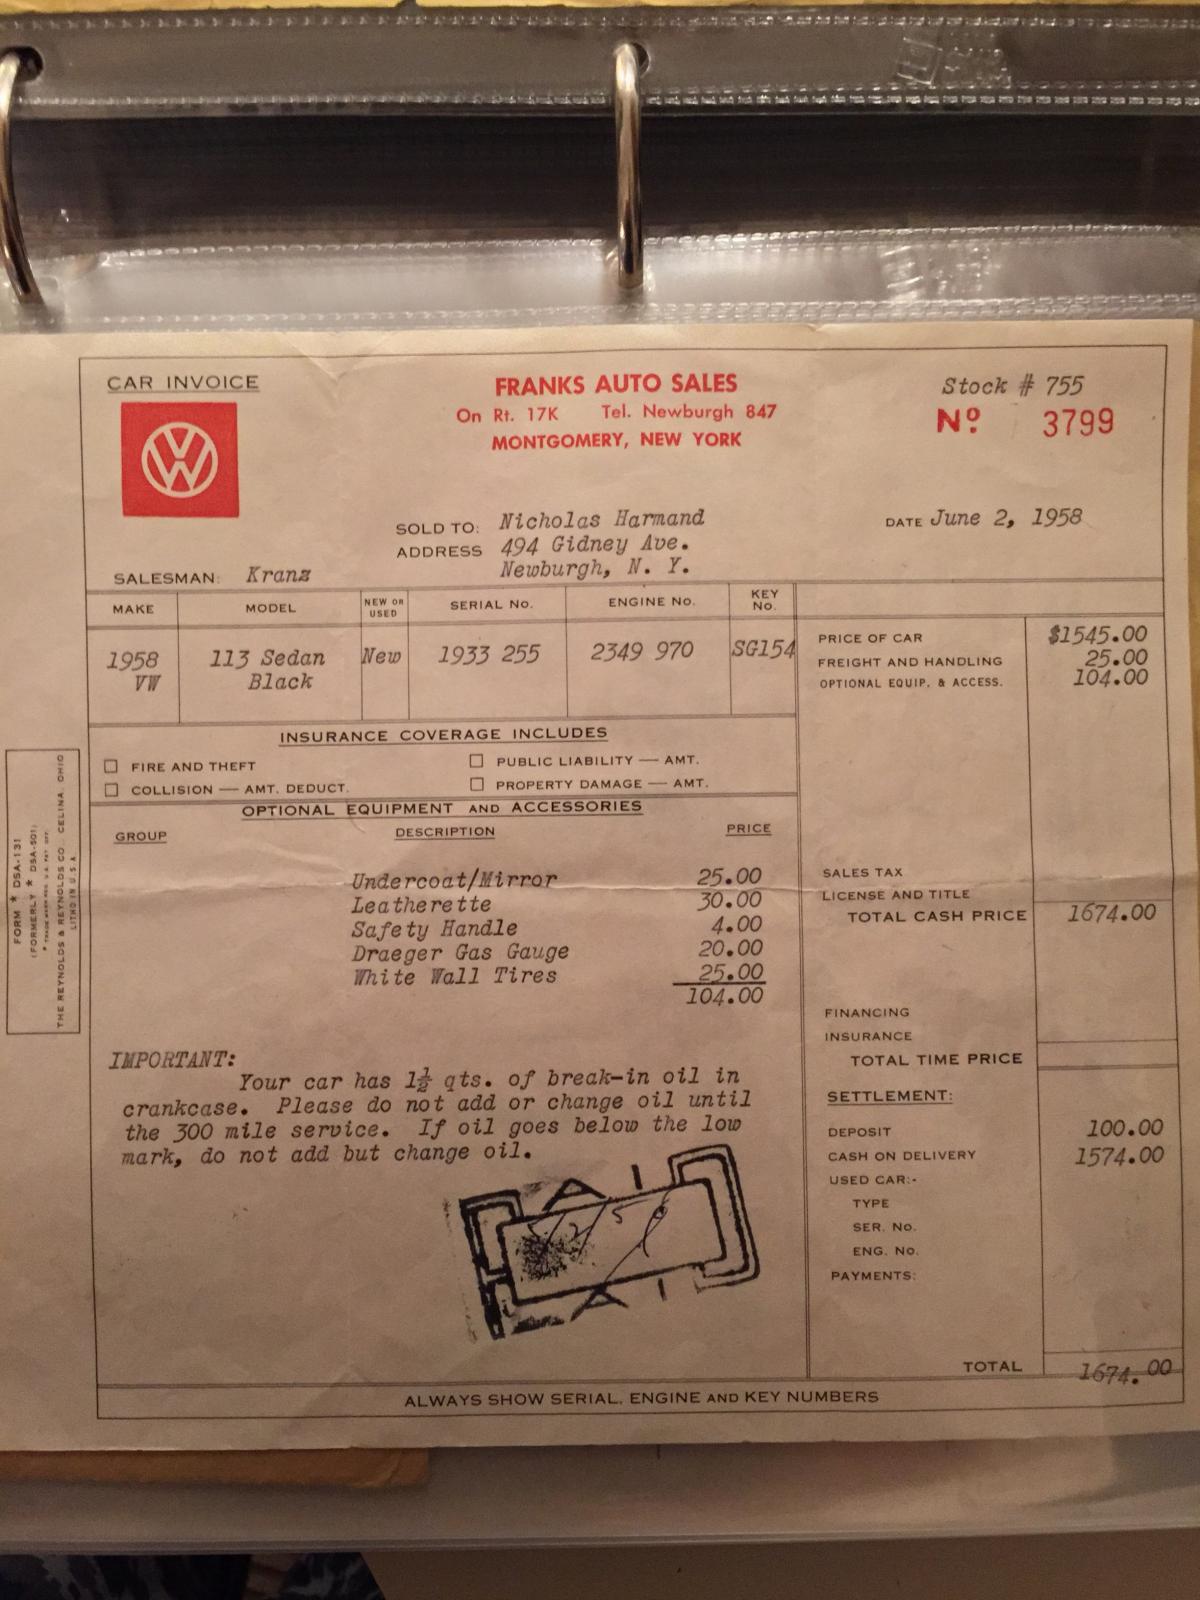 CAR INVOICE
FRANKS AUTO SALES
On Rt. 17K Tel. Newburgh 847
MONTGOMERY, NEW YORK
Stock # 755
Nº 3799
SOLD TO: Nicholas Harmand
ADDRESS 494 Gidney Ave.
Newburgh, N. Y.
DATE June 2, 1958
SALESMAN: Kranz
MAKE MODEL NEW OR USED SERIAL No. ENGINE No. KEY No.
1958 113 Sedan New 1933 255 2349 970 SG154
VW Black
PRICE OF CAR $1545.00
FREIGHT AND HANDLING 25.00
OPTIONAL EQUIP. & ACCESS. 104.00
INSURANCE COVERAGE INCLUDES
☐ FIRE AND THEFT ☐ PUBLIC LIABILITY — AMT.
☐ COLLISION — AMT. DEDUCT. ☐ PROPERTY DAMAGE — AMT.
OPTIONAL EQUIPMENT AND ACCESSORIES
GROUP DESCRIPTION PRICE
Undercoat/Mirror 25.00
Leatherette 30.00
Safety Handle 4.00
Draeger Gas Gauge 20.00
White Wall Tires 25.00
104.00
IMPORTANT:
Your car has 1½ qts. of break-in oil in
crankcase. Please do not add or change oil until
the 300 mile service. If oil goes below the low
mark, do not add but change oil.
SALES TAX
LICENSE AND TITLE
TOTAL CASH PRICE 1674.00
FINANCING
INSURANCE
TOTAL TIME PRICE
SETTLEMENT:
DEPOSIT 100.00
CASH ON DELIVERY 1574.00
USED CAR:-
TYPE
SER. No.
ENG. No.
PAYMENTS:
TOTAL 1674.00
ALWAYS SHOW SERIAL, ENGINE AND KEY NUMBERS
FORM * DSA-131
(FORMERLY * DSA-501)
* TRADE MARK REG. U.S. PAT. OFF.
THE REYNOLDS & REYNOLDS CO., CELINA, OHIO
LITHO IN U.S.A.